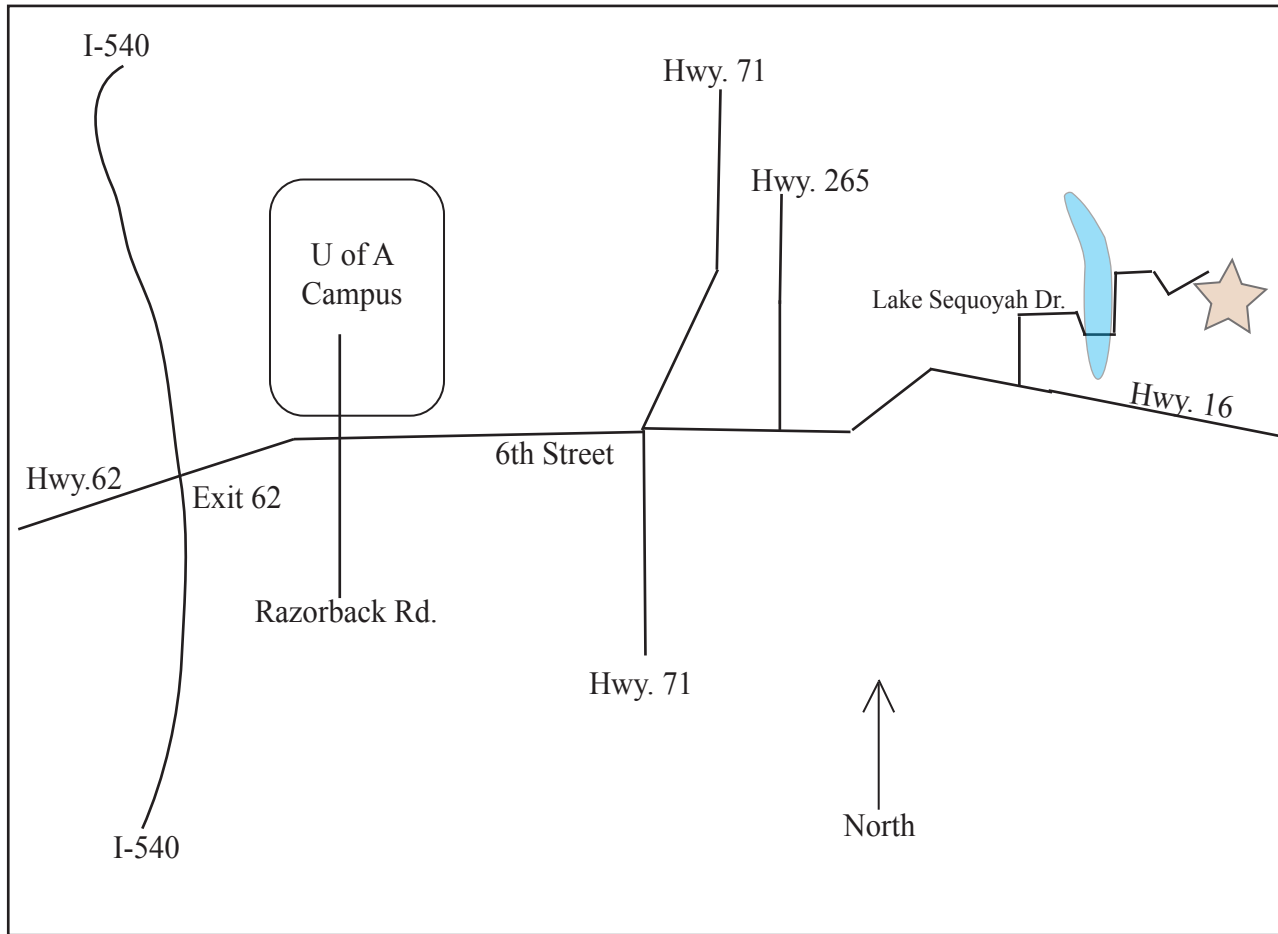 I-540
Hwy. 71
Hwy. 265
U of A
Campus
Lake Sequoyah Dr.
Hwy. 16
6th Street
Hwy.62
Exit 62
Razorback Rd.
Hwy. 71
North
I-540